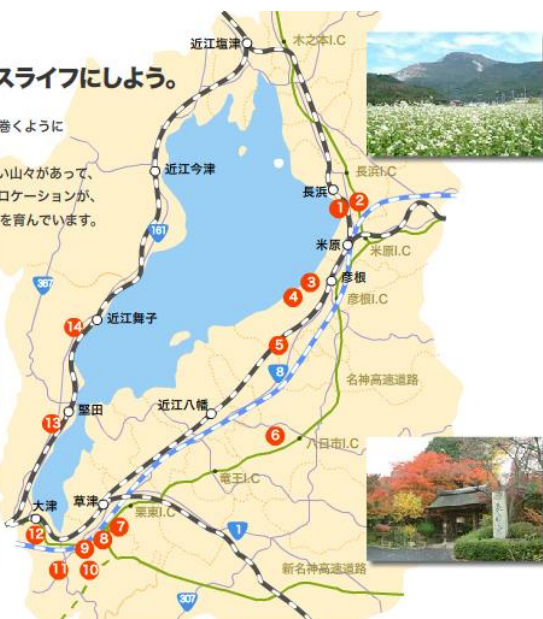 スライフにしよう。
巻くように
い山々があって、
ロケーションが、
を育んでいます。
近江塩津
木之本I.C
近江今津
長浜I.C
長浜
1
2
161
米原
米原I.C
367
3
彦根
4
彦根I.C
14
近江舞子
5
8
名神高速道路
近江八幡
堅田
13
6
八日市I.C
竜王I.C
大津
草津
栗東I.C
12
7
1
8
9
11
10
新名神高速道路
307